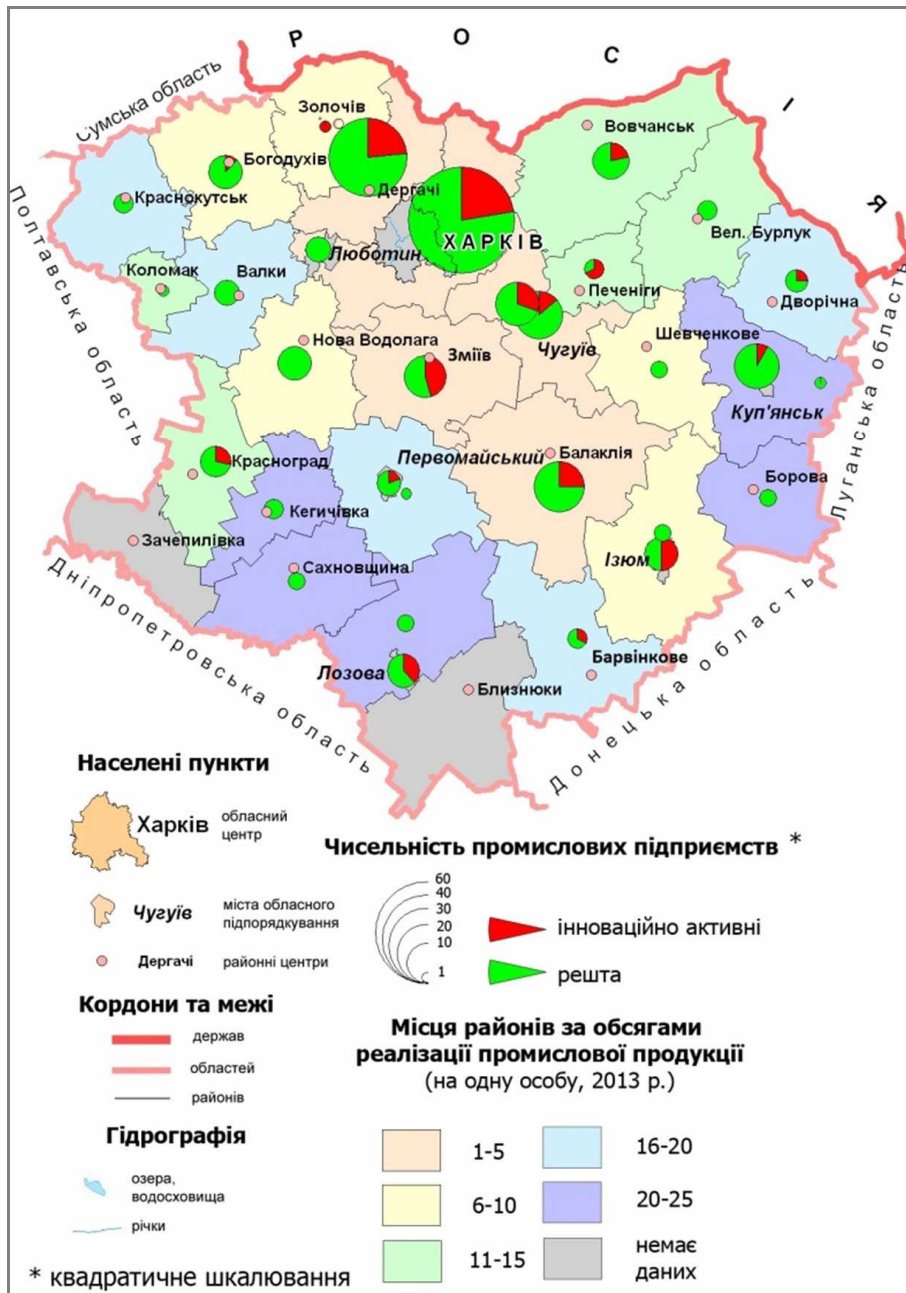 РОСІЯ
Сумська область
Полтавська область
Дніпропетровська область
Донецька область
Луганська область
Золочів
Вовчанськ
Богодухів
Дергачі
Краснокутськ
Вел. Бурлук
ХАРКІВ
Люботин
Коломак
Валки
Печеніги
Дворічна
Нова Водолага
Зміїв
Чугуїв
Шевченкове
Куп'янськ
Первомайський
Балаклія
Красноград
Борова
Кегичівка
Зачепилівка
Ізюм
Сахновщина
Барвінкове
Лозова
Близнюки
Населені пункти
Харків
обласний
центр
Чугуїв
міста обласного
підпорядкування
Дергачі
районні центри
Кордони та межі
держав
областей
районів
Гідрографія
озера,
водосховища
річки
* квадратичне шкалювання
Чисельність промислових підприємств *
60
40
30
20
10
1
інноваційно активні
решта
Місця районів за обсягами
реалізації промислової продукції
(на одну особу, 2013 р.)
1-5
6-10
11-15
16-20
20-25
немає
даних